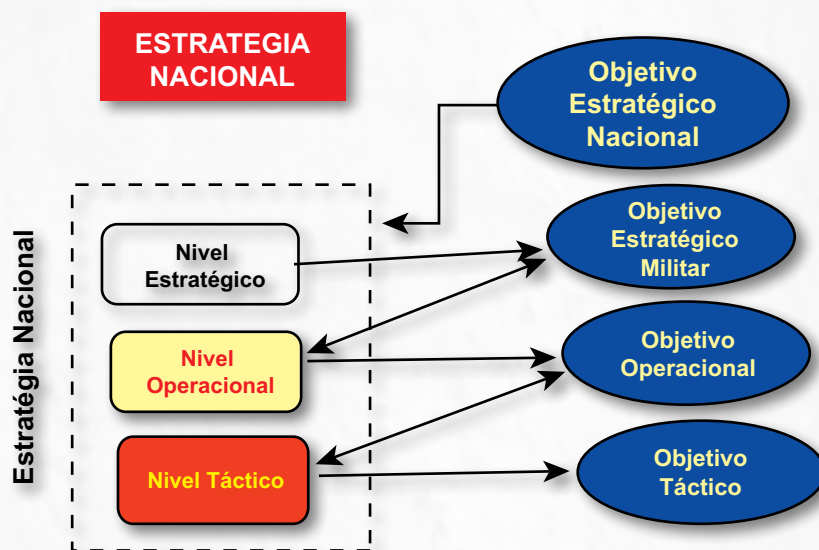 ESTRATEGIA
NACIONAL
Objetivo
Estratégico
Nacional
Estratégia Nacional
Nivel
Estratégico
Objetivo
Estratégico
Militar
Nivel
Operacional
Objetivo
Operacional
Nivel Táctico
Objetivo
Táctico